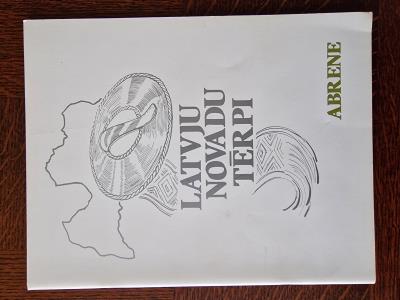 LATVJU
NOVADU
TĒRPI
ABRENE